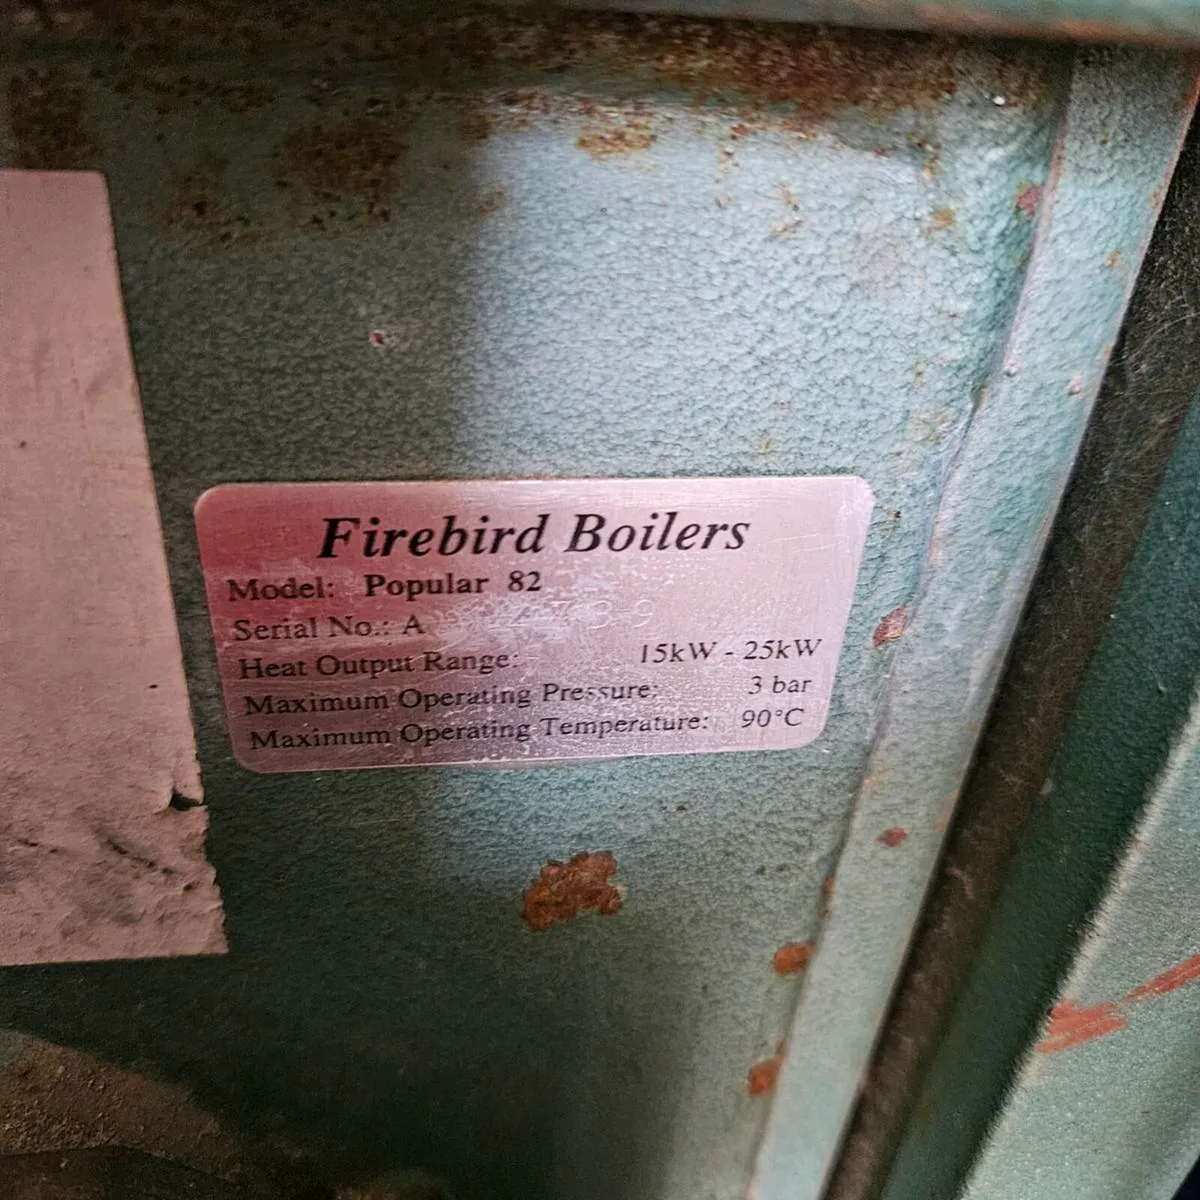 Firebird Boilers
Model: Popular 82
Serial No.: A
Heat Output Range: 15kW - 25kW
Maximum Operating Pressure: 3 bar
Maximum Operating Temperature: 90°C